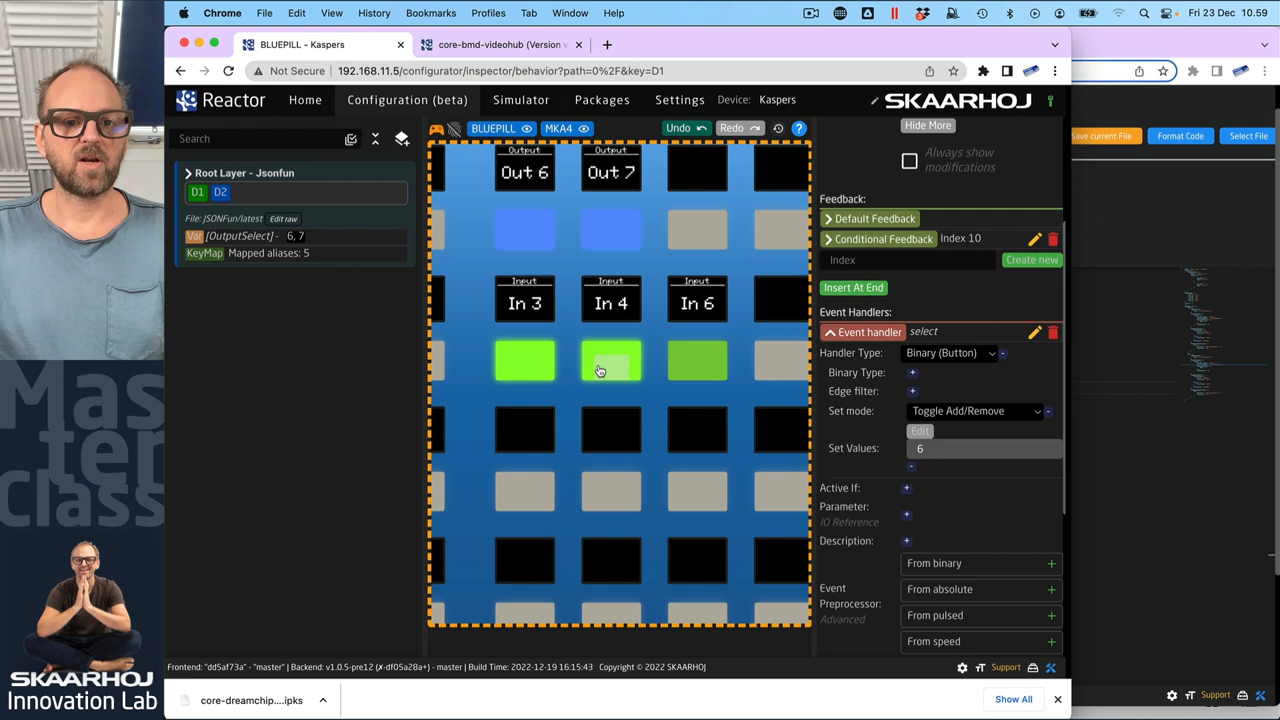 Chrome File Edit View History Bookmarks Profiles Tab Window Help Fri 23 Dec 10.59
BLUEPILL - Kaspers
core-bmd-videohub (Version
Not Secure 192.168.11.5/configurator/inspector/behavior?path=0%2F&key=D1
Reactor Home Configuration (beta) Simulator Packages Settings Device: Kaspers SKAARHOJ
Search
BLUEPILL MKA4 Undo Redo ?
Hide More
Save current File Format Code Select File
Root Layer - Jsonfun
D1 D2
File: JSONFun/latest Edit raw
Var [OutputSelect] - 6, 7
KeyMap Mapped aliases: 5
Output Output
Out 6 Out 7
Input Input Input
In 3 In 4 In 6
Always show modifications
Feedback:
Default Feedback
Conditional Feedback Index 10
Index Create new
Insert At End
Event Handlers:
Event handler select
Handler Type: Binary (Button) -
Binary Type: +
Edge filter: +
Set mode: Toggle Add/Remove -
Edit
Set Values: 6
-
Active If: +
Parameter: +
IO Reference
Description: +
From binary +
Event Preprocessor: From absolute +
Advanced From pulsed +
From speed +
Frontend: "dd5af73a" - "master" | Backend: v1.0.5-pre12 (✗-df05a28a+) - master | Build Time: 2022-12-19 16:15:43 Copyright © 2022 SKAARHOJ
Support
Support
core-dreamchip....ipks
Show All
Mas
ter
Class
SKAARHOJ
Innovation Lab